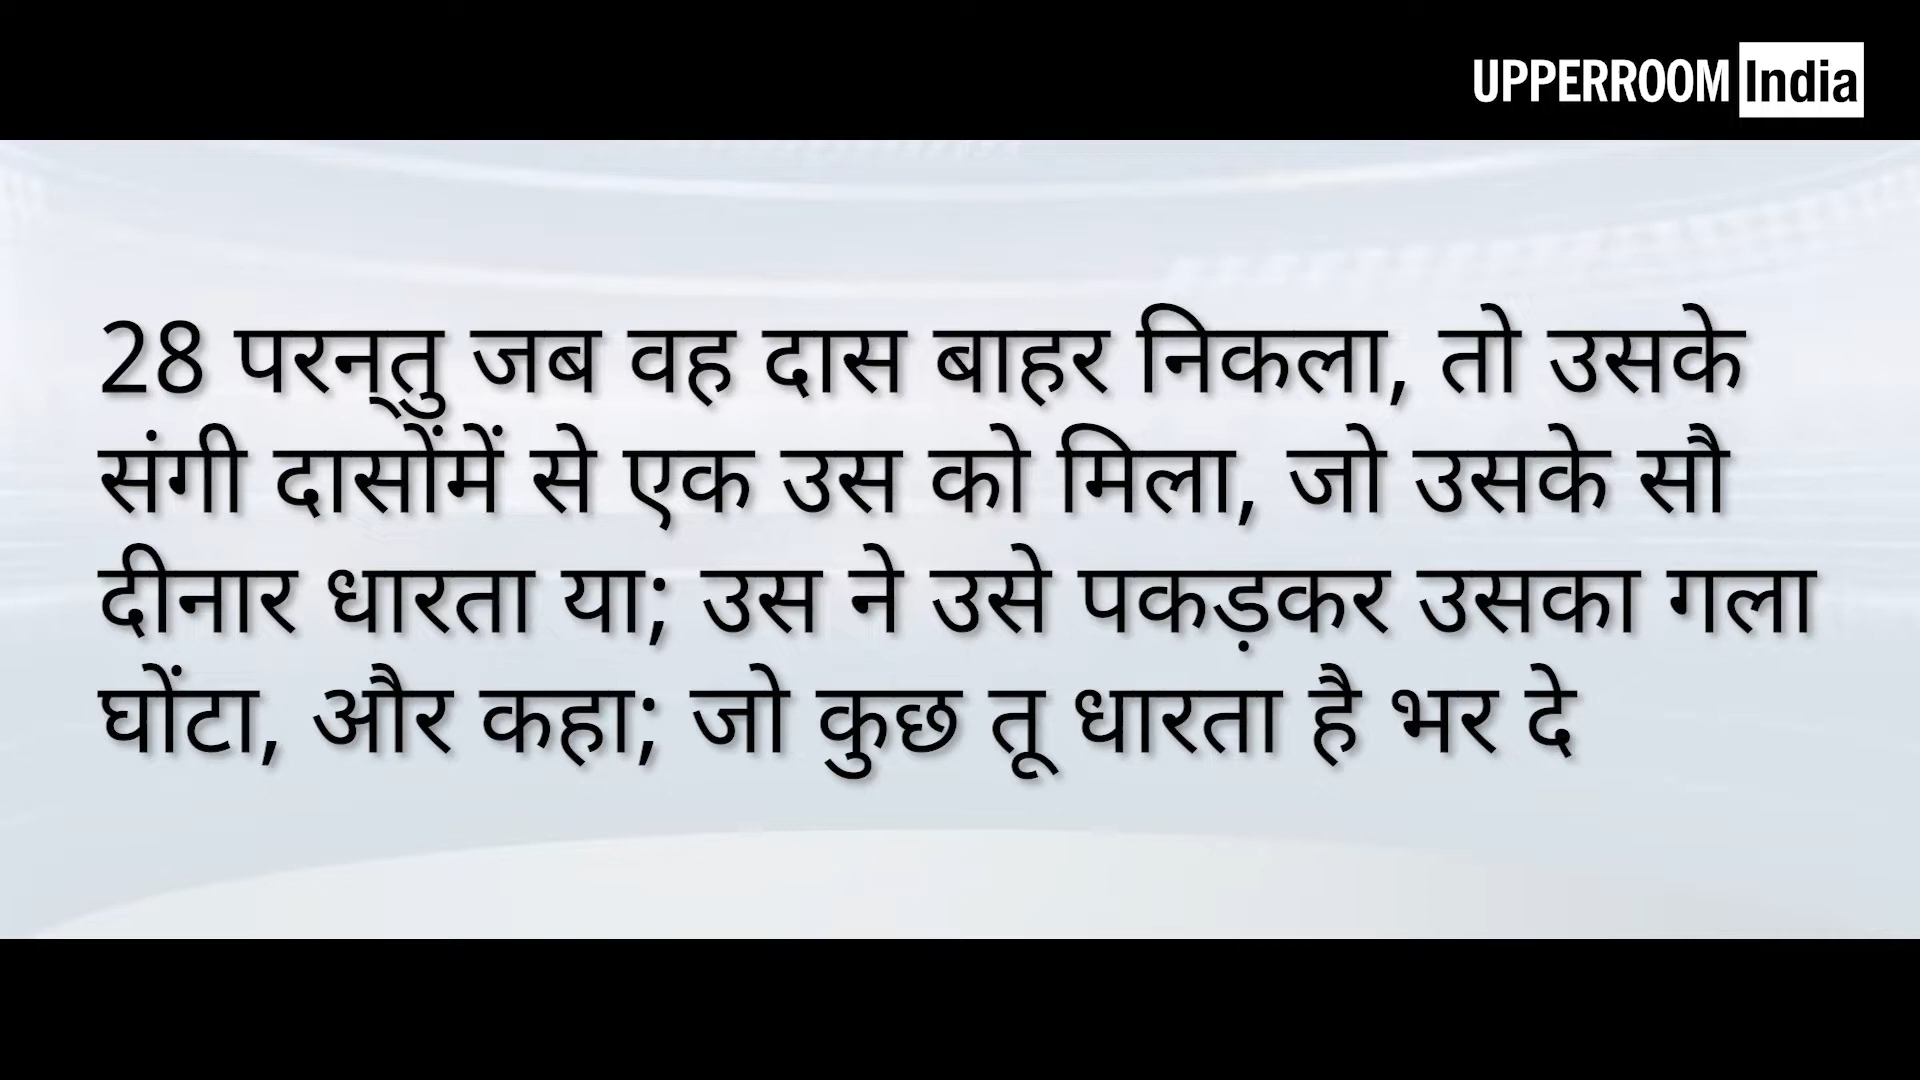 UPPERROOM India
28 परन्‌तु जब वह दास बाहर निकला, तो उसके
संगी दासोंमें से एक उस को मिला, जो उसके सौ
दीनार धारता या; उस ने उसे पकड़कर उसका गला
घोंटा, और कहा; जो कुछ तू धारता है भर दे